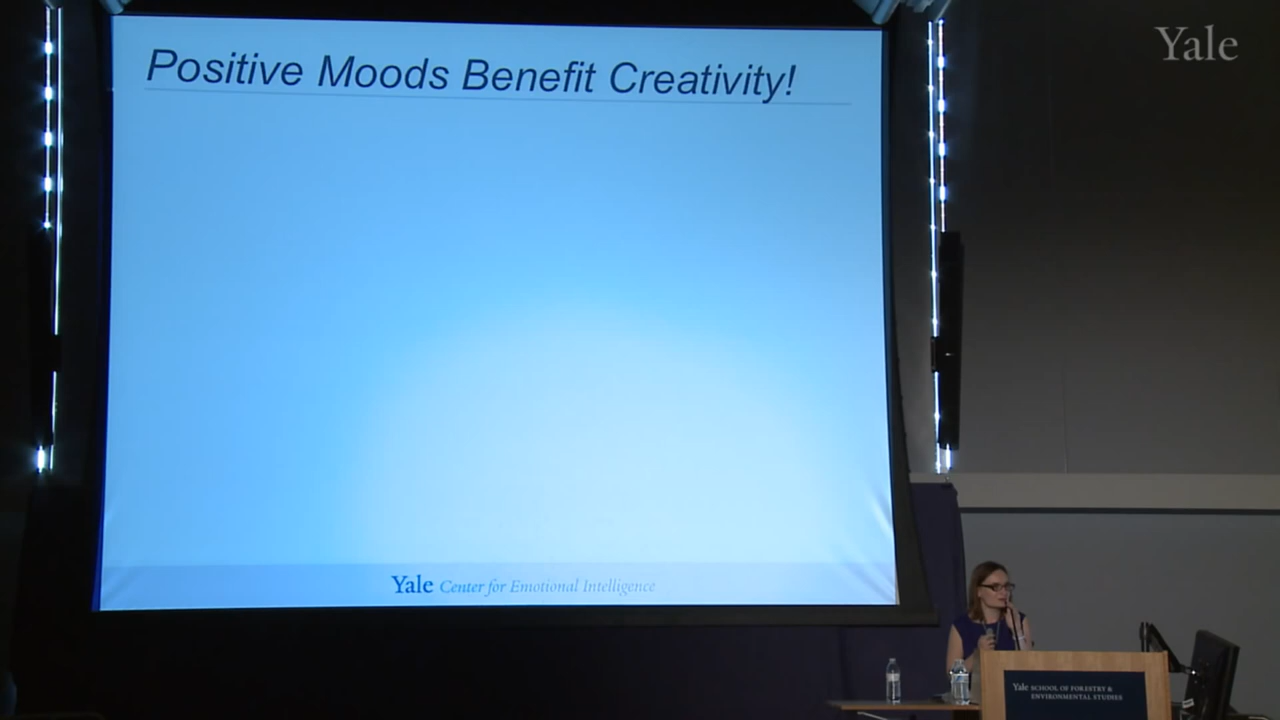 Yale
Positive Moods Benefit Creativity!
Yale Center for Emotional Intelligence
Yale SCHOOL OF FORESTRY &
ENVIRONMENTAL STUDIES